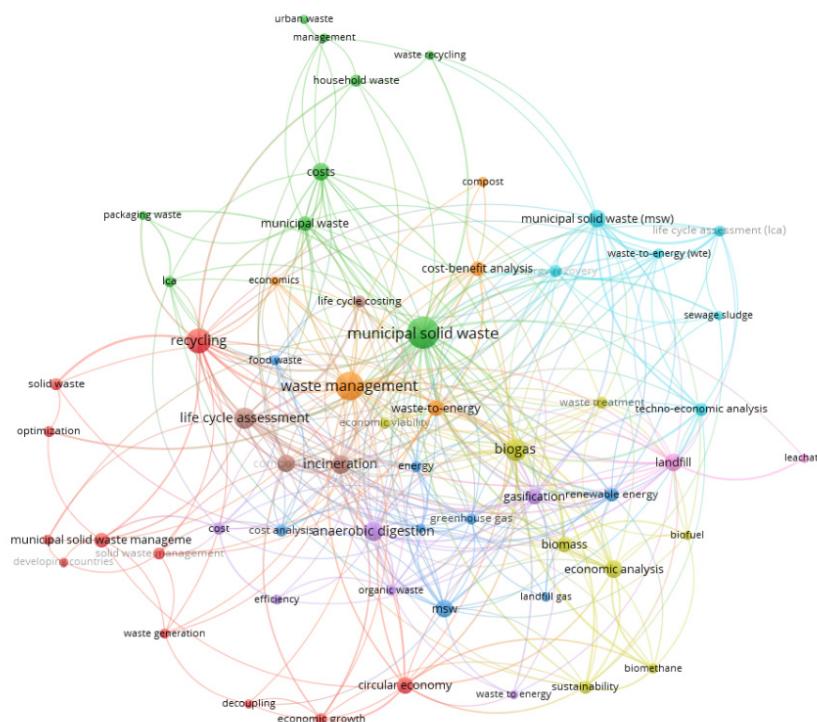 urban waste
management
waste recycling
household waste
costs
compost
packaging waste
municipal waste
municipal solid waste (msw)
life cycle assessment (lca)
waste-to-energy (wte)
cost-benefit analysis
recovery
lca
economics
life cycle costing
sewage sludge
municipal solid waste
recycling
food waste
solid waste
waste management
waste-to-energy
waste treatment
techno-economic analysis
life cycle assessment
economic viability
optimization
biogas
incineration
energy
landfill
leachat
gasification
renewable energy
greenhouse gas
cost
cost analysis
anaerobic digestion
biofuel
municipal solid waste manageme
solid waste management
developing countries
biomass
economic analysis
organic waste
landfill gas
efficiency
msw
waste generation
biomethane
circular economy
sustainability
waste to energy
decoupling
economic growth